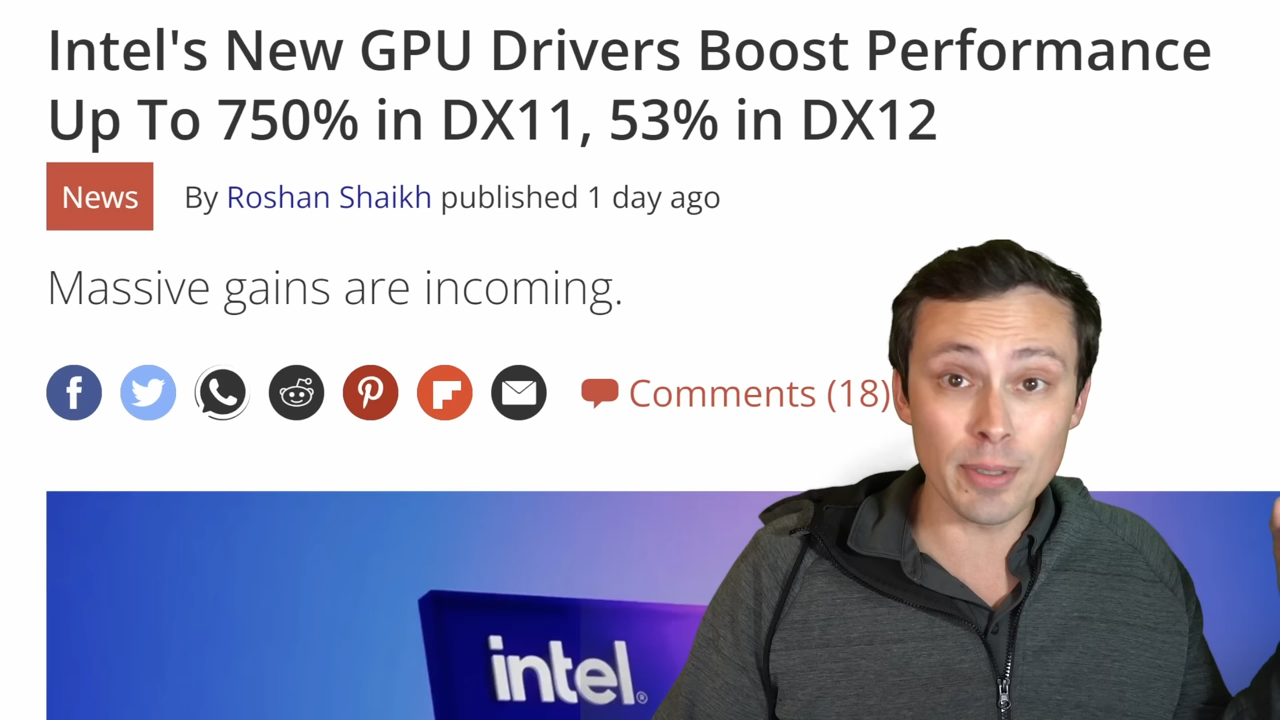 Intel's New GPU Drivers Boost Performance
Up To 750% in DX11, 53% in DX12
News
By Roshan Shaikh published 1 day ago
Massive gains are incoming.
Comments (18)
intel®